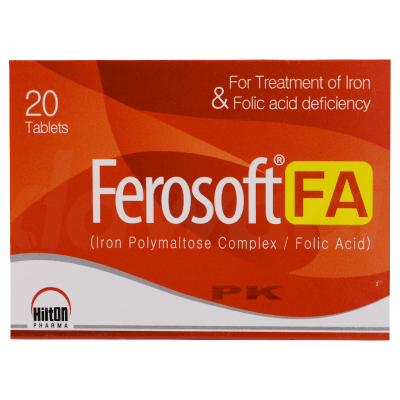 20
Tablets
For Treatment of Iron
& Folic acid deficiency
Ferosoft® FA
(Iron Polymaltose Complex / Folic Acid)
PK
HiltON
PHARMA